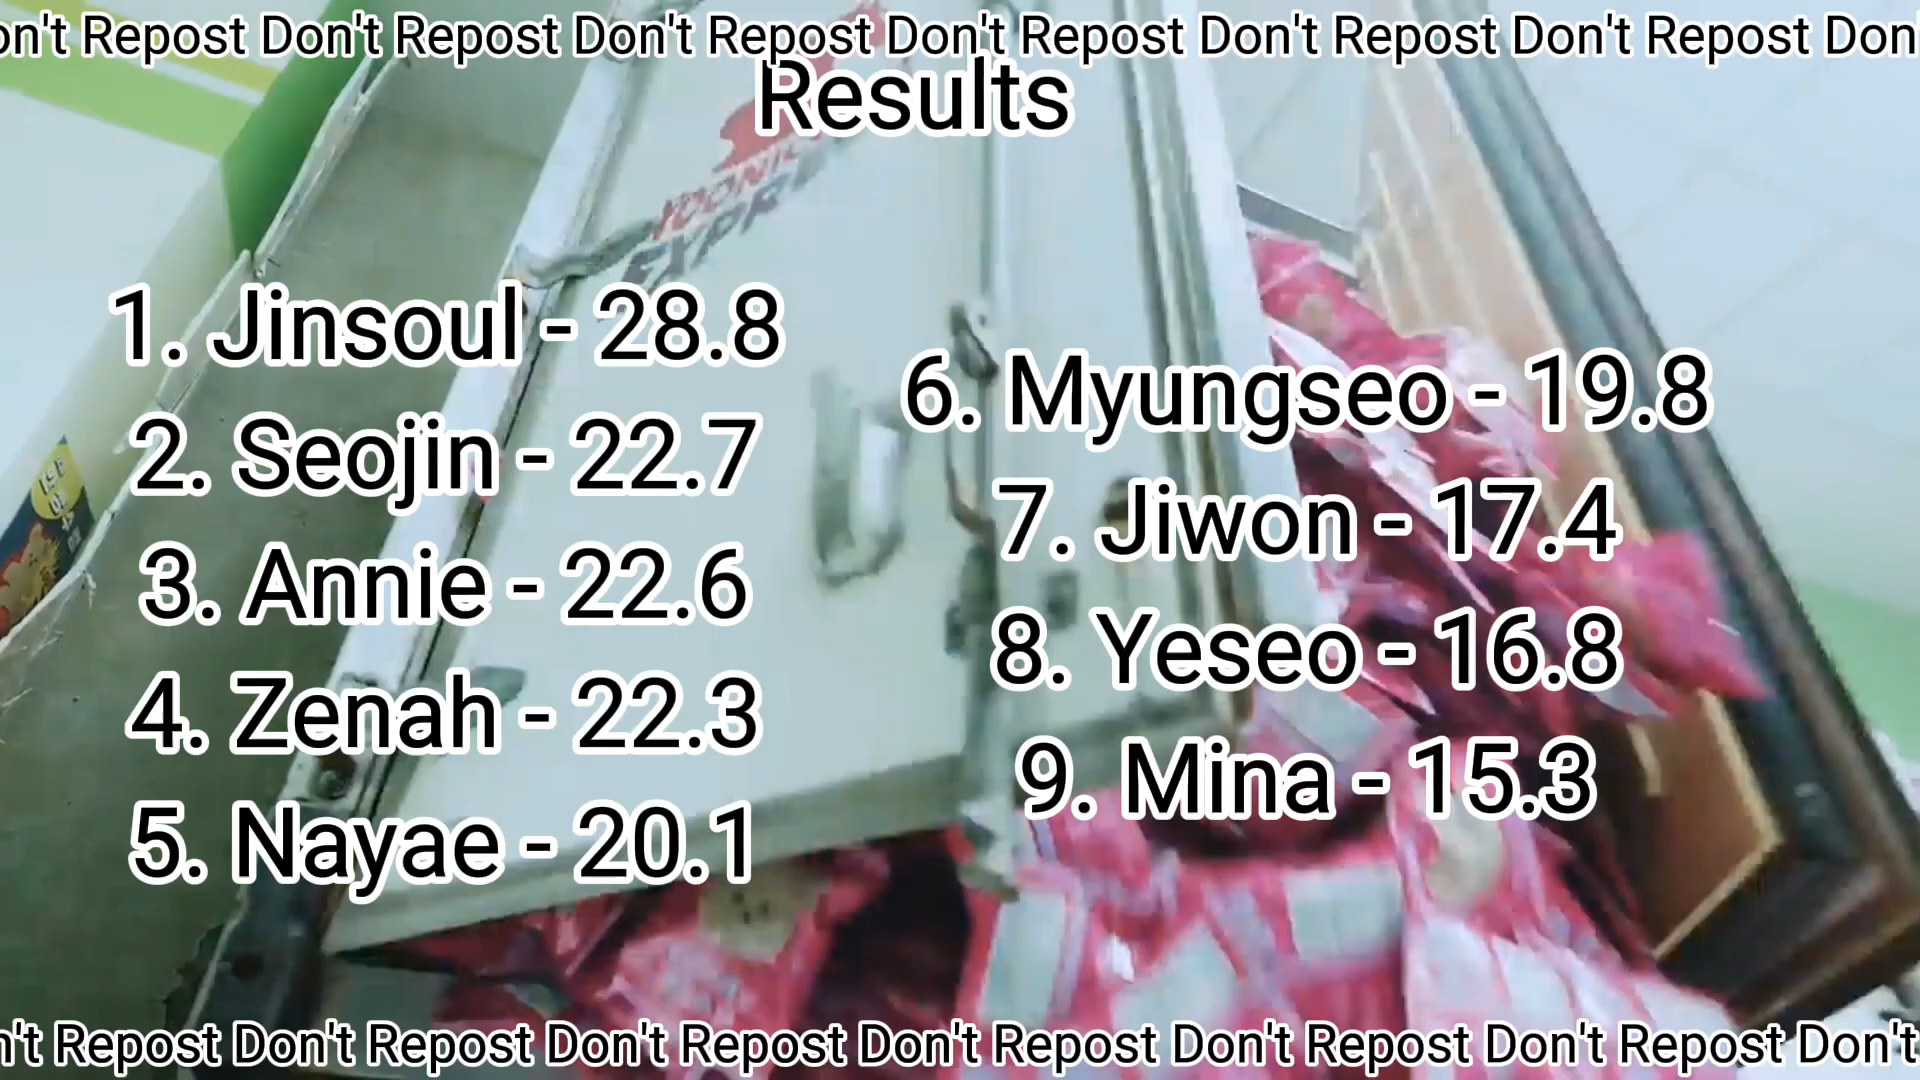 on't Repost Don't Repost Don't Repost Don't Repost Don't Repost Don't Repost Don
Results
EXPR
1. Jinsoul - 28.8
2. Seojin - 22.7
3. Annie - 22.6
4. Zenah - 22.3
5. Nayae - 20.1
6. Myungseo - 19.8
7. Jiwon - 17.4
8. Yeseo - 16.8
9. Mina - 15.3
n't Repost Don't Repost Don't Repost Don't Repost Don't Repost Don't Repost Don't